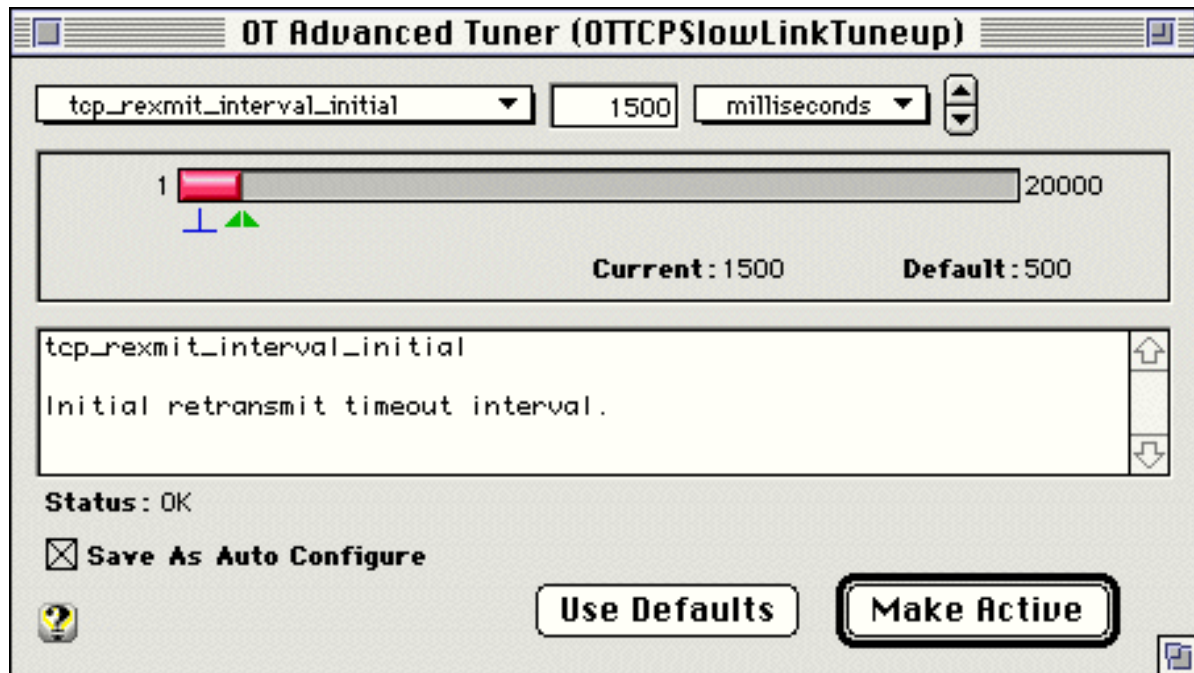 OT Advanced Tuner (OTTCPSlowLinkTuneup)
tcp_rexmit_interval_initial 1500 milliseconds
1 20000
Current: 1500 Default: 500
tcp_rexmit_interval_initial
Initial retransmit timeout interval.
Status: OK
Save As Auto Configure
Use Defaults Make Active